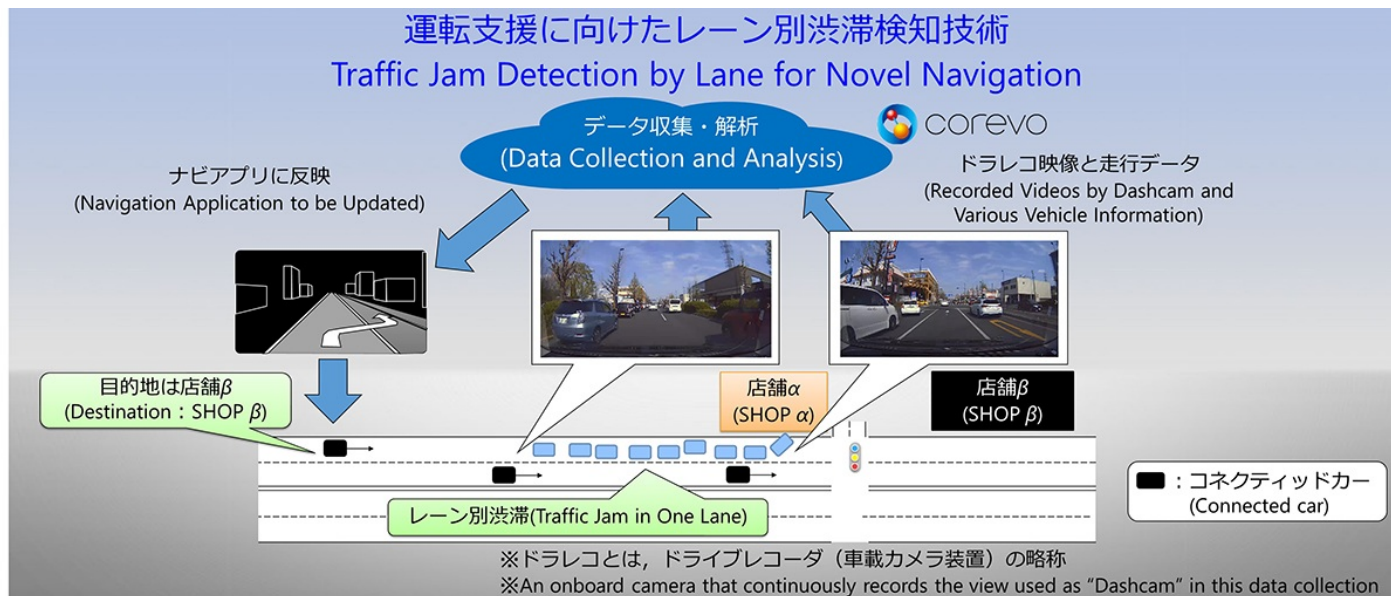 運転支援に向けたレーン別渋滞検知技術
Traffic Jam Detection by Lane for Novel Navigation
データ収集・解析
(Data Collection and Analysis)
corevo
ナビアプリに反映
(Navigation Application to be Updated)
ドラレコ映像と走行データ
(Recorded Videos by Dashcam and
Various Vehicle Information)
目的地は店舗β
(Destination：SHOP β)
店舗α
(SHOP α)
店舗β
(SHOP β)
レーン別渋滞(Traffic Jam in One Lane)
：コネクティッドカー
(Connected car)
※ドラレコとは，ドライブレコーダ（車載カメラ装置）の略称
※An onboard camera that continuously records the view used as “Dashcam” in this data collection